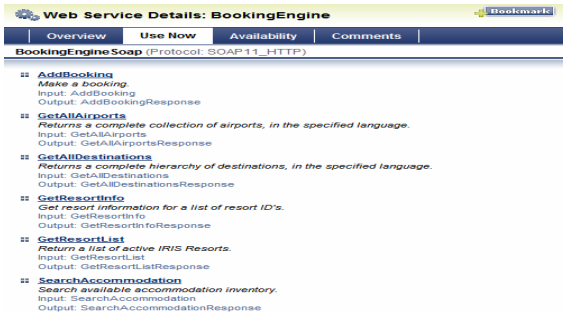 Web Service Details: BookingEngine
Bookmark
Overview Use Now Availability Comments
BookingEngineSoap (Protocol: SOAP11_HTTP)
AddBooking
Make a booking.
Input: AddBooking
Output: AddBookingResponse
GetAllAirports
Returns a complete collection of airports, in the specified language.
Input: GetAllAirports
Output: GetAllAirportsResponse
GetAllDestinations
Returns a complete hierarchy of destinations, in the specified language.
Input: GetAllDestinations
Output: GetAllDestinationsResponse
GetResortInfo
Get resort information for a list of resort ID's.
Input: GetResortInfo
Output: GetResortInfoResponse
GetResortList
Return a list of active IRIS Resorts.
Input: GetResortList
Output: GetResortListResponse
SearchAccommodation
Search available accommodation inventory.
Input: SearchAccommodation
Output: SearchAccommodationResponse